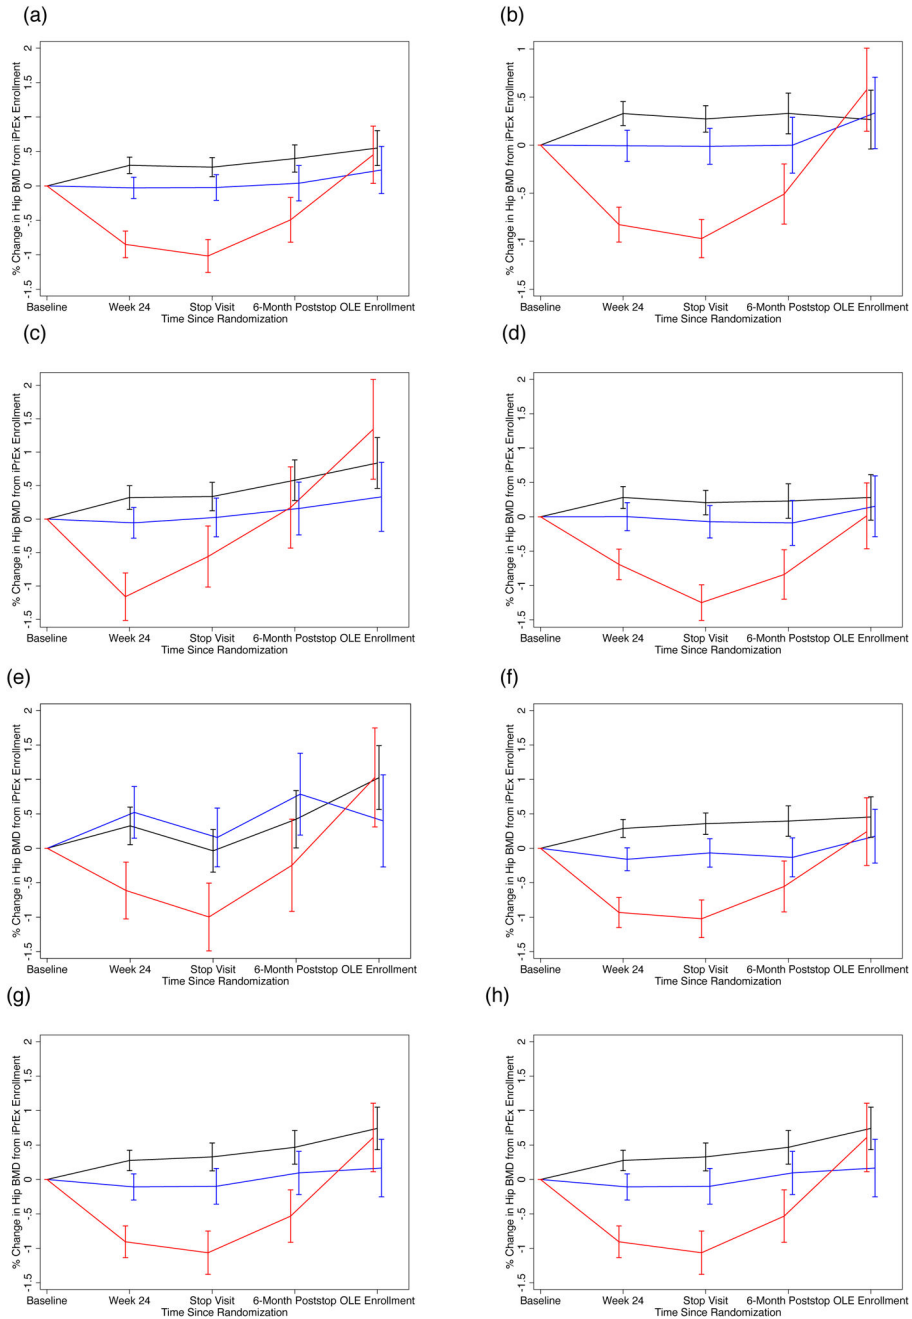 (a)
% Change in Hip BMD from iPrEx Enrollment
2
1.5
1
.5
0
-.5
-1
-1.5
Baseline Week 24 Stop Visit 6-Month Poststop OLE Enrollment
Time Since Randomization
(b)
% Change in Hip BMD from iPrEx Enrollment
1
.5
0
-.5
-1
-1.5
Baseline Week 24 Stop Visit 6-Month Poststop OLE Enrollment
Time Since Randomization
(c)
% Change in Hip BMD from iPrEx Enrollment
2
1.5
1
.5
0
-.5
-1
-1.5
Baseline Week 24 Stop Visit 6-Month Poststop OLE Enrollment
Time Since Randomization
(d)
% Change in Hip BMD from iPrEx Enrollment
2
1.5
1
.5
0
-.5
-1
-1.5
Baseline Week 24 Stop Visit 6-Month Poststop OLE Enrollment
Time Since Randomization
(e)
% Change in Hip BMD from iPrEx Enrollment
2
1.5
1
.5
0
-.5
-1
-1.5
Baseline Week 24 Stop Visit 6-Month Poststop OLE Enrollment
Time Since Randomization
(f)
% Change in Hip BMD from iPrEx Enrollment
2
1.5
1
.5
0
-.5
-1
-1.5
Baseline Week 24 Stop Visit 6-Month Poststop OLE Enrollment
Time Since Randomization
(g)
% Change in Hip BMD from iPrEx Enrollment
2
1.5
1
.5
0
-.5
-1
-1.5
Baseline Week 24 Stop Visit 6-Month Poststop OLE Enrollment
Time Since Randomization
(h)
% Change in Hip BMD from iPrEx Enrollment
2
1.5
1
.5
0
-.5
-1
-1.5
Baseline Week 24 Stop Visit 6-Month Poststop OLE Enrollment
Time Since Randomization